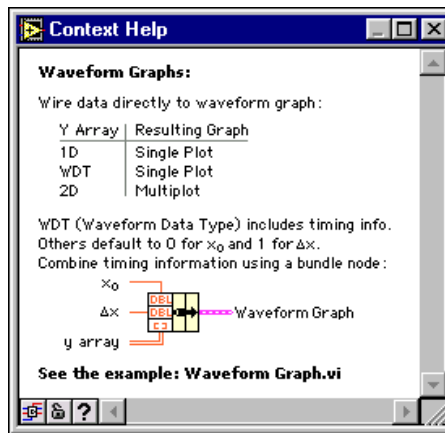 Context Help
Waveform Graphs:
Wire data directly to waveform graph:
Y Array Resulting Graph
1D Single Plot
WDT Single Plot
2D Multiplot
WDT (Waveform Data Type) includes timing info.
Others default to 0 for x₀ and 1 for Δx.
Combine timing information using a bundle node:
x₀
DBL
Δx DBL Waveform Graph
y array
See the example: Waveform Graph.vi
?